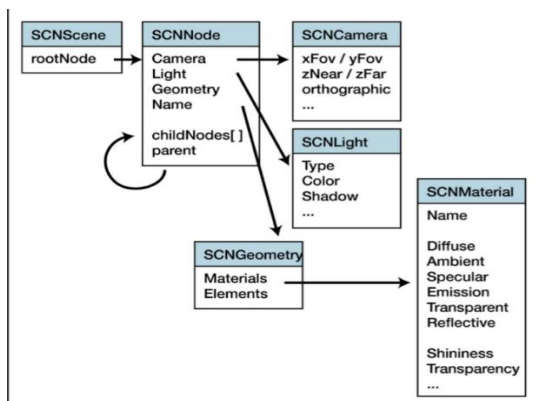 SCNScene
rootNode
SCNNode
Camera
Light
Geometry
Name
childNodes[ ]
parent
SCNCamera
xFov / yFov
zNear / zFar
orthographic
...
SCNLight
Type
Color
Shadow
...
SCNGeometry
Materials
Elements
SCNMaterial
Name
Diffuse
Ambient
Specular
Emission
Transparent
Reflective
Shininess
Transparency
...